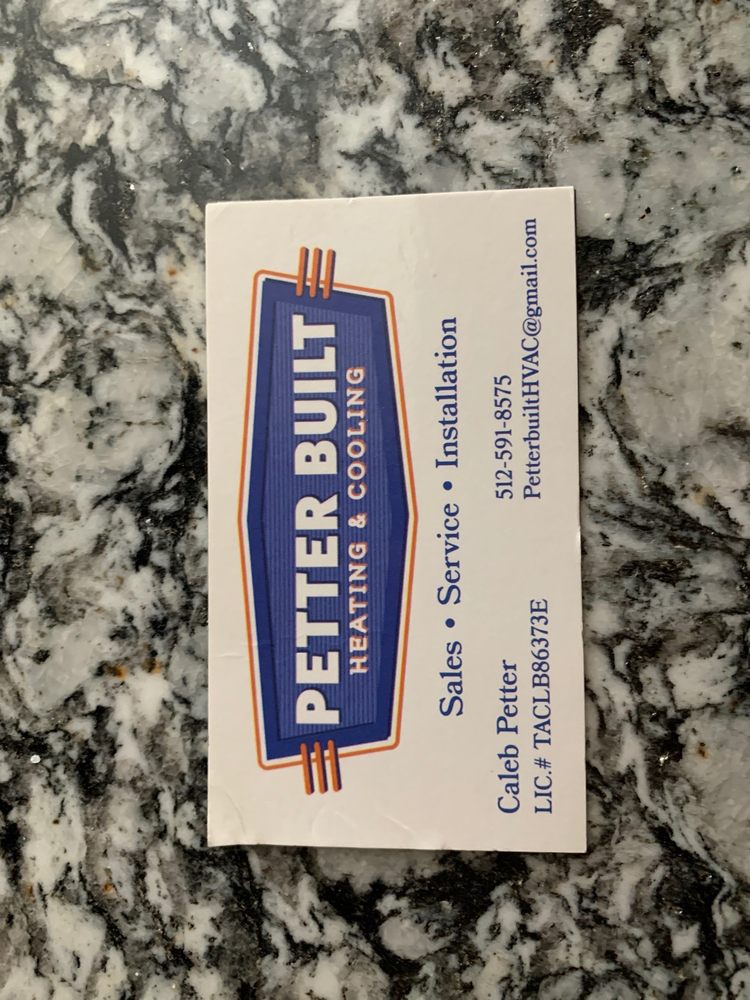 PETTER BUILT
HEATING & COOLING
Sales • Service • Installation
Caleb Petter
LIC.# TACLB86373E
512-591-8575
PetterbuiltHVAC@gmail.com